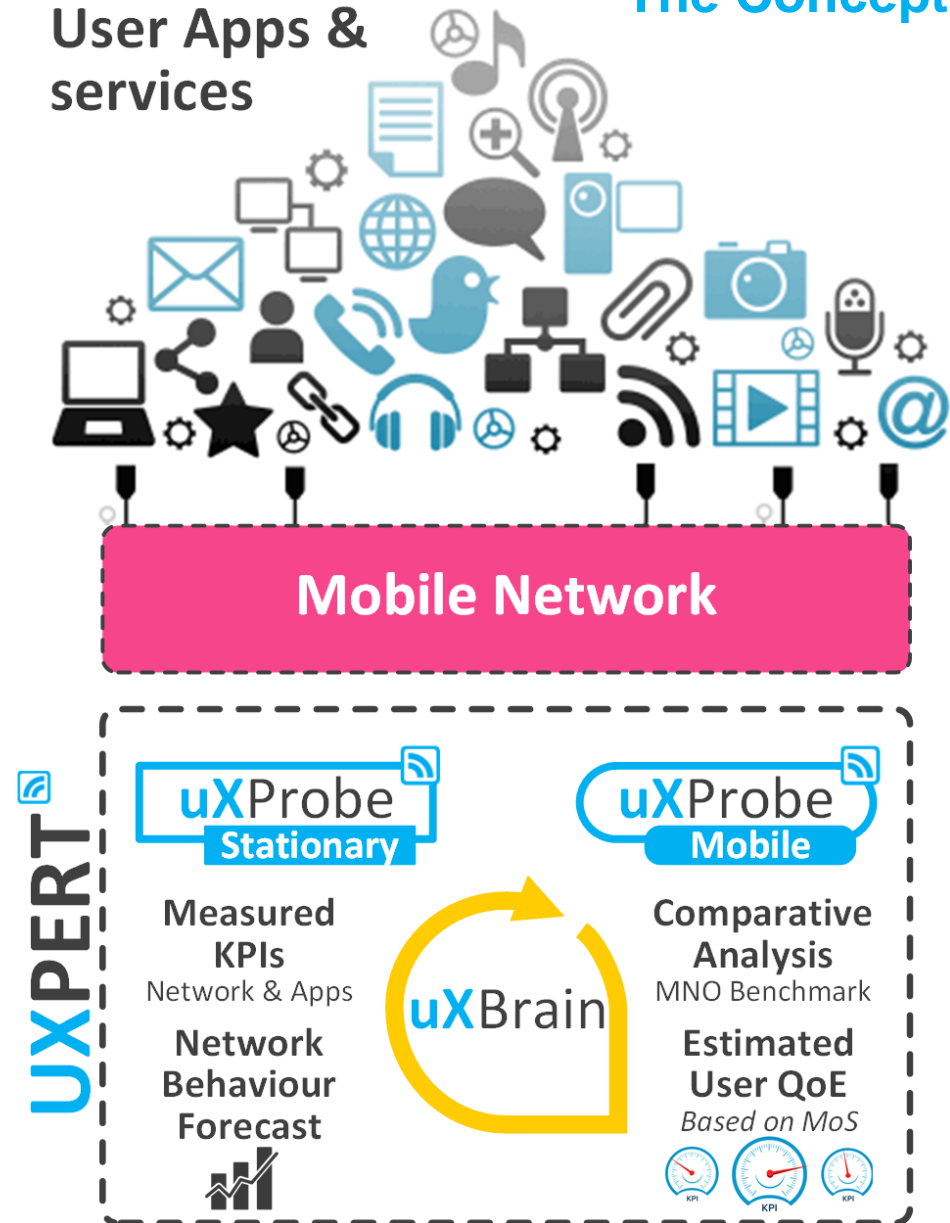 The Concept
User Apps &
services
Mobile Network
UXPERT
uXProbe
Stationary
uXProbe
Mobile
Measured
KPIs
Network & Apps
Comparative
Analysis
MNO Benchmark
uXBrain
Network
Behaviour
Forecast
Estimated
User QoE
Based on MoS
KPI
KPI
KPI